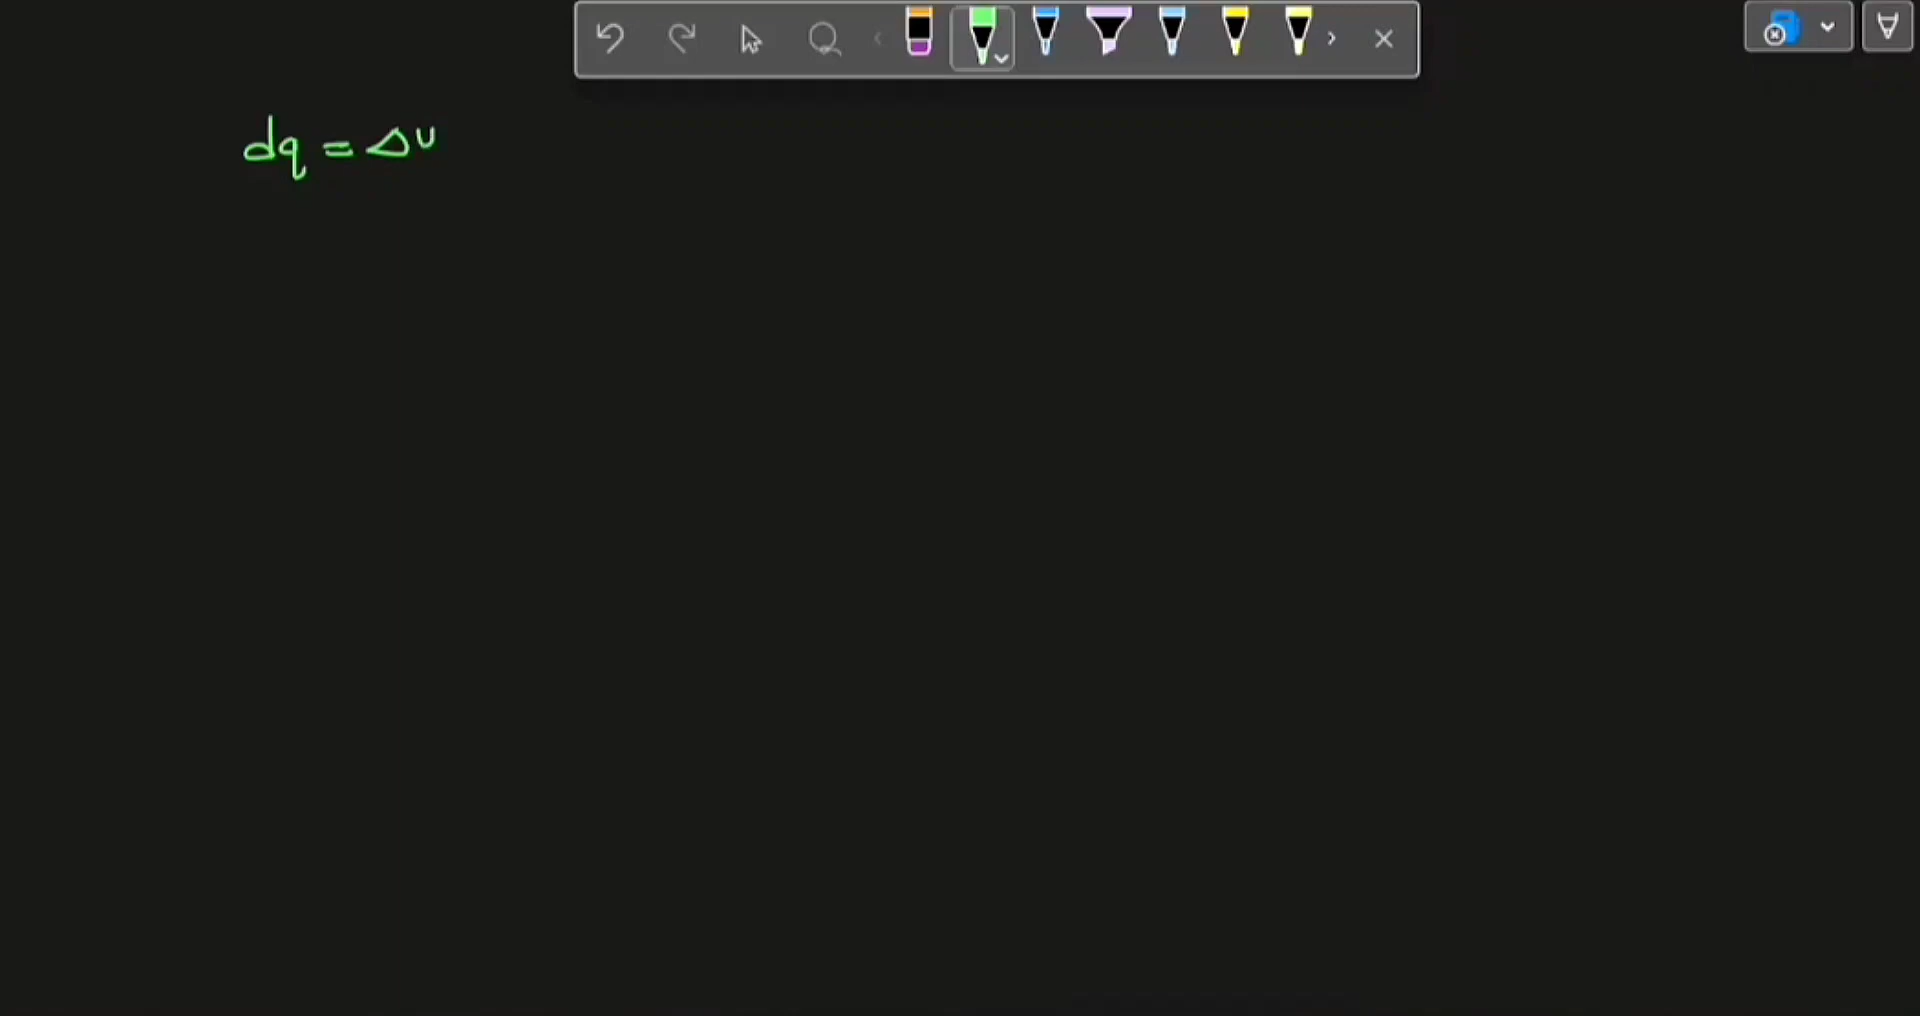 dq = ΔU